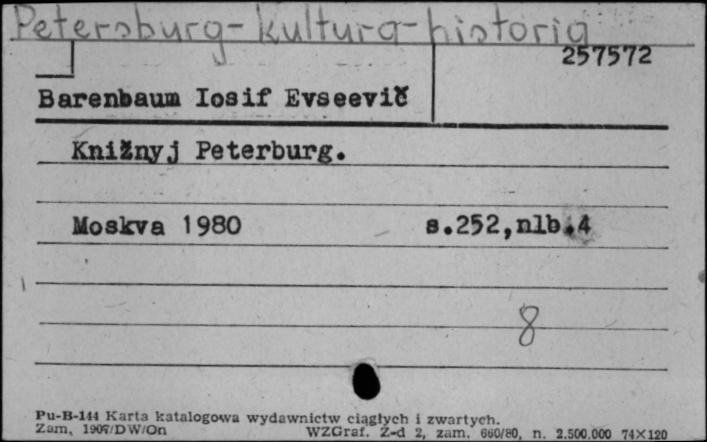 Petersburg-kultura-historia
257572
Barenbaum Iosif Evseevič
Knižnyj Peterburg.
Moskva 1980 s.252,nlb.4
8
Pu-B-144 Karta katalogowa wydawnictw ciągłych i zwartych.
Zam. 1907/DW/On WZGraf. Z-d 2, zam. 660/80, n. 2.500.000 74×120